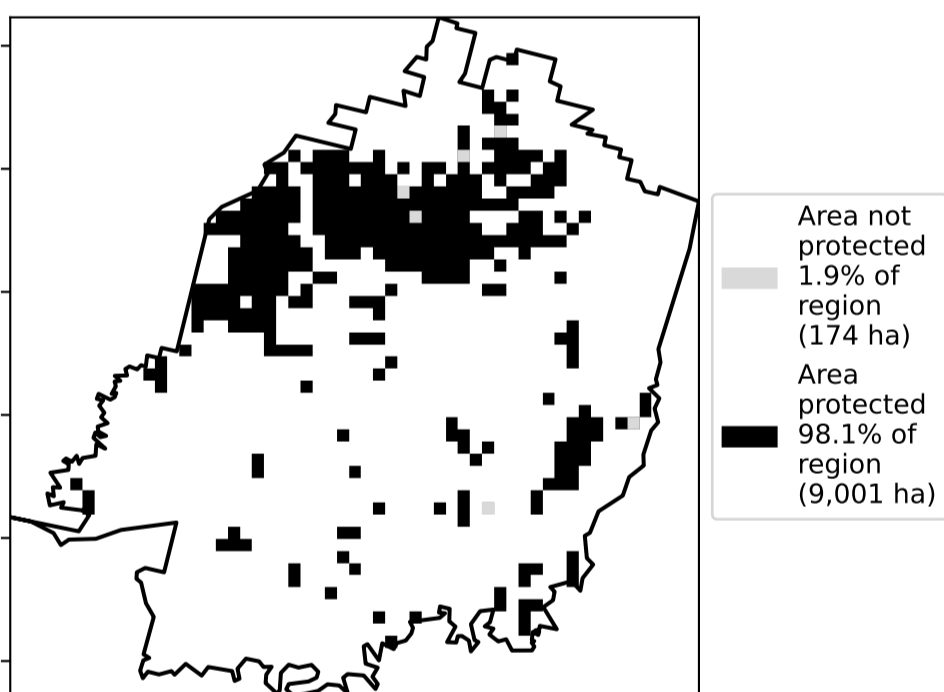 Area not
protected
1.9% of
region
(174 ha)
Area
protected
98.1% of
region
(9,001 ha)